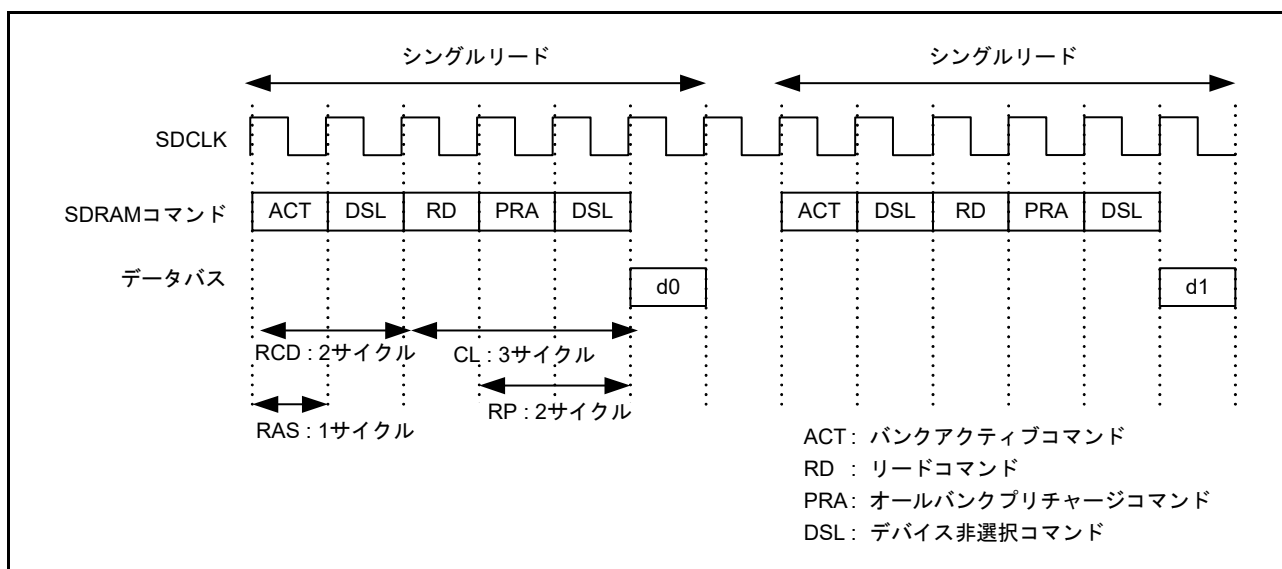 シングルリード シングルリード
SDCLK
SDRAMコマンド ACT DSL RD PRA DSL ACT DSL RD PRA DSL
データバス d0 d1
RCD : 2サイクル CL : 3サイクル
RAS : 1サイクル RP : 2サイクル
ACT : バンクアクティブコマンド
RD : リードコマンド
PRA : オールバンクプリチャージコマンド
DSL : デバイス非選択コマンド